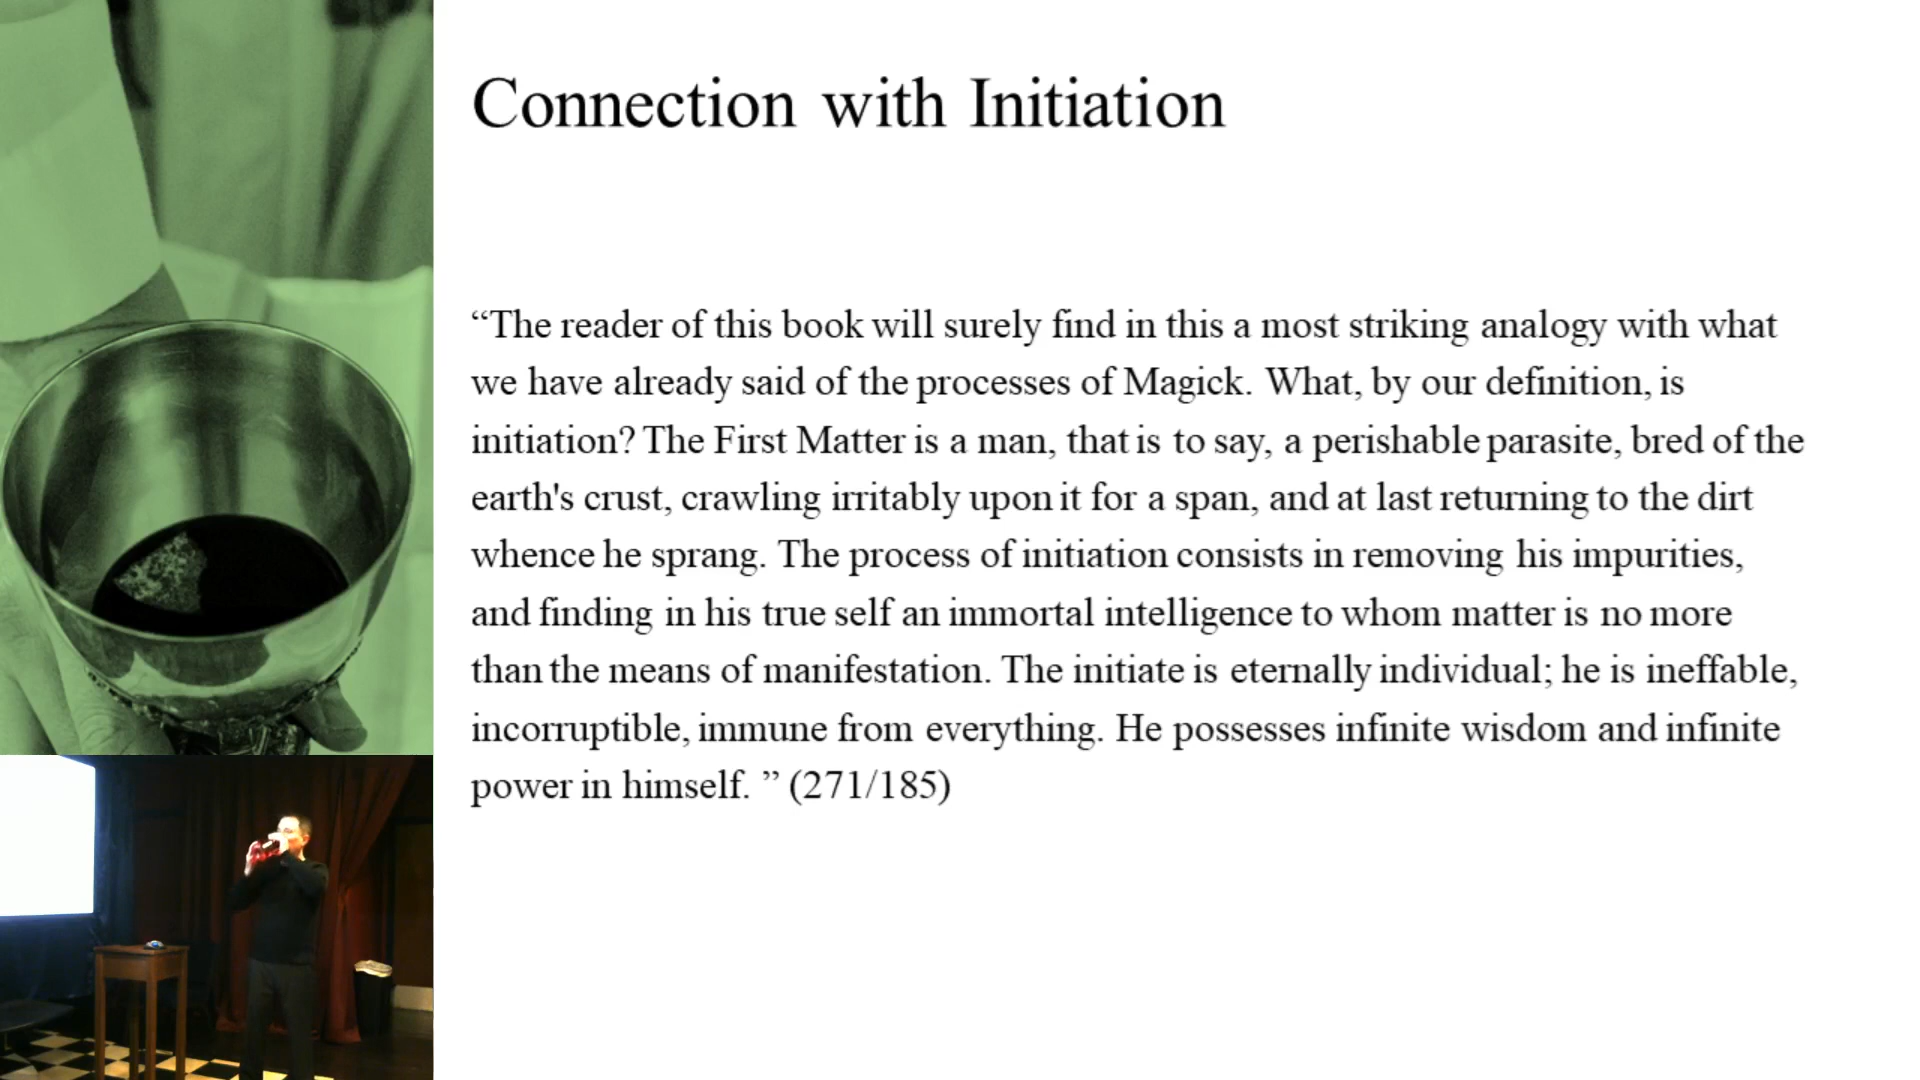 Connection with Initiation
“The reader of this book will surely find in this a most striking analogy with what
we have already said of the processes of Magick. What, by our definition, is
initiation? The First Matter is a man, that is to say, a perishable parasite, bred of the
earth's crust, crawling irritably upon it for a span, and at last returning to the dirt
whence he sprang. The process of initiation consists in removing his impurities,
and finding in his true self an immortal intelligence to whom matter is no more
than the means of manifestation. The initiate is eternally individual; he is ineffable,
incorruptible, immune from everything. He possesses infinite wisdom and infinite
power in himself. ” (271/185)